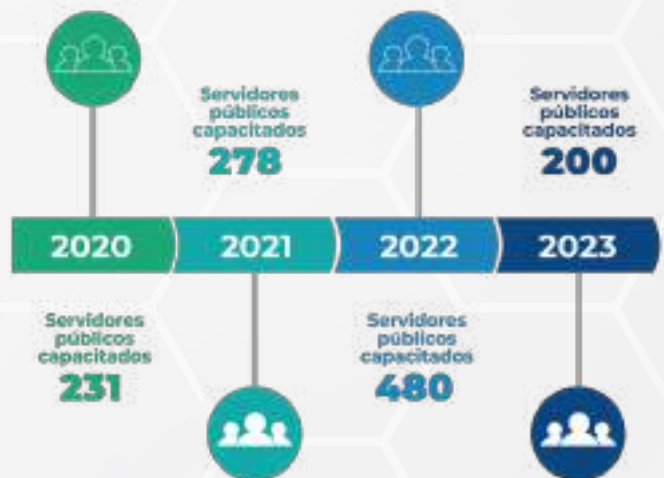 Servidores
públicos
capacitados
278
Servidores
públicos
capacitados
200
2020
2021
2022
2023
Servidores
públicos
capacitados
231
Servidores
públicos
capacitados
480